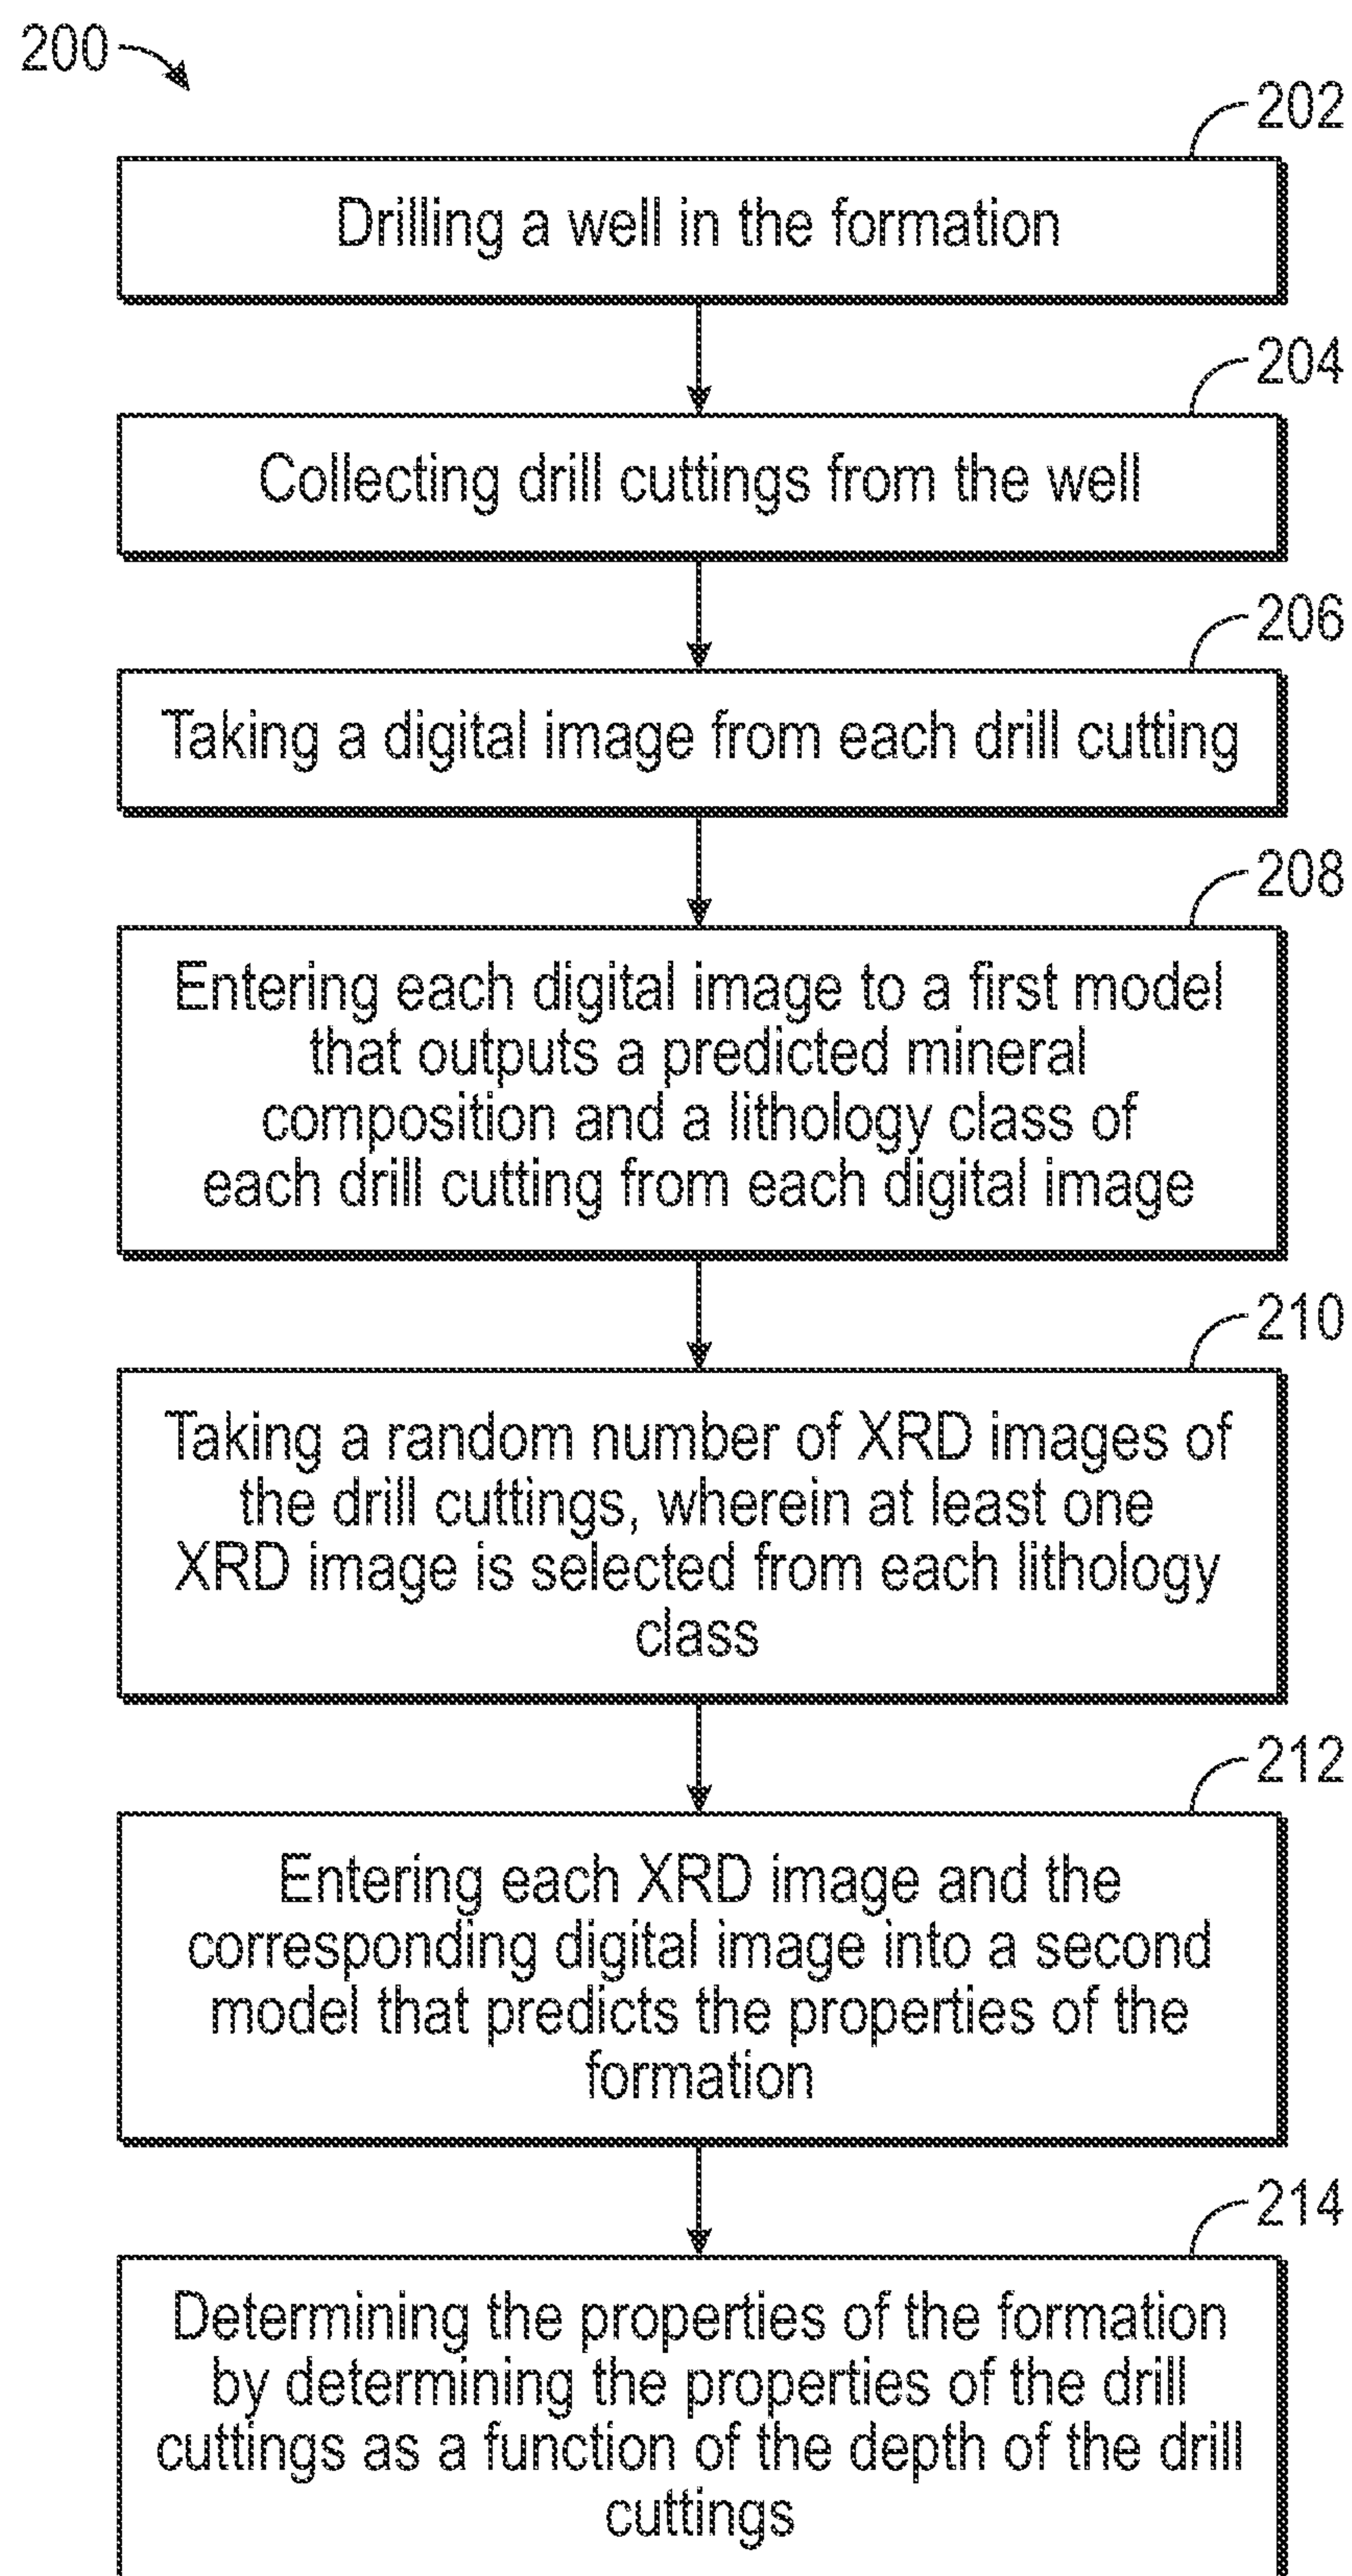 200
202
Drilling a well in the formation
204
Collecting drill cuttings from the well
206
Taking a digital image from each drill cutting
208
Entering each digital image to a first model
that outputs a predicted mineral
composition and a lithology class of
each drill cutting from each digital image
210
Taking a random number of XRD images of
the drill cuttings, wherein at least one
XRD image is selected from each lithology
class
212
Entering each XRD image and the
corresponding digital image into a second
model that predicts the properties of the
formation
214
Determining the properties of the formation
by determining the properties of the drill
cuttings as a function of the depth of the drill
cuttings